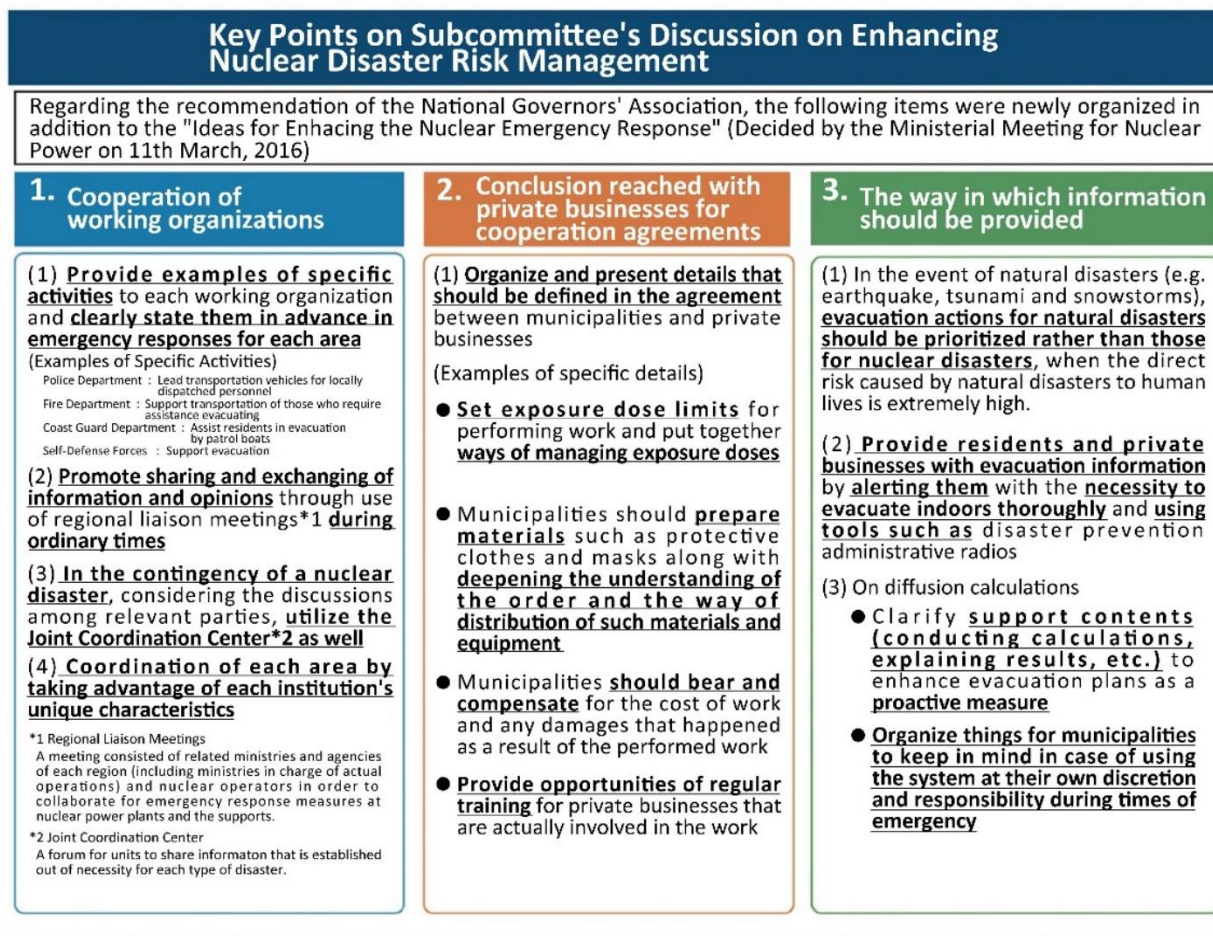 Key Points on Subcommittee's Discussion on Enhancing
Nuclear Disaster Risk Management
Regarding the recommendation of the National Governors' Association, the following items were newly organized in
addition to the "Ideas for Enhacing the Nuclear Emergency Response" (Decided by the Ministerial Meeting for Nuclear
Power on 11th March, 2016)
1. Cooperation of
working organizations
(1) Provide examples of specific
activities to each working organization
and clearly state them in advance in
emergency responses for each area
(Examples of Specific Activities)
Police Department : Lead transportation vehicles for locally
dispatched personnel
Fire Department : Support transportation of those who require
assistance evacuating
Coast Guard Department : Assist residents in evacuation
by patrol boats
Self-Defense Forces : Support evacuation
(2) Promote sharing and exchanging of
information and opinions through use
of regional liaison meetings*1 during
ordinary times
(3) In the contingency of a nuclear
disaster, considering the discussions
among relevant parties, utilize the
Joint Coordination Center*2 as well
(4) Coordination of each area by
taking advantage of each institution's
unique characteristics
*1 Regional Liaison Meetings
A meeting consisted of related ministries and agencies
of each region (including ministries in charge of actual
operations) and nuclear operators in order to
collaborate for emergency response measures at
nuclear power plants and the supports.
*2 Joint Coordination Center
A forum for units to share informaton that is established
out of necessity for each type of disaster.
2. Conclusion reached with
private businesses for
cooperation agreements
(1) Organize and present details that
should be defined in the agreement
between municipalities and private
businesses
(Examples of specific details)
● Set exposure dose limits for
performing work and put together
ways of managing exposure doses
● Municipalities should prepare
materials such as protective
clothes and masks along with
deepening the understanding of
the order and the way of
distribution of such materials and
equipment
● Municipalities should bear and
compensate for the cost of work
and any damages that happened
as a result of the performed work
● Provide opportunities of regular
training for private businesses that
are actually involved in the work
3. The way in which information
should be provided
(1) In the event of natural disasters (e.g.
earthquake, tsunami and snowstorms),
evacuation actions for natural disasters
should be prioritized rather than those
for nuclear disasters, when the direct
risk caused by natural disasters to human
lives is extremely high.
(2) Provide residents and private
businesses with evacuation information
by alerting them with the necessity to
evacuate indoors thoroughly and using
tools such as disaster prevention
administrative radios
(3) On diffusion calculations
● Clarify support contents
(conducting calculations,
explaining results, etc.) to
enhance evacuation plans as a
proactive measure
● Organize things for municipalities
to keep in mind in case of using
the system at their own discretion
and responsibility during times of
emergency